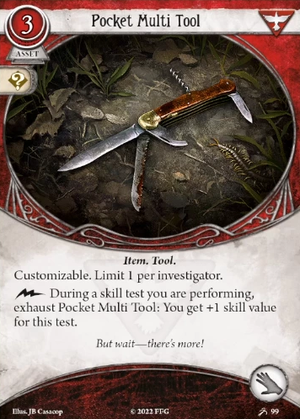 Pocket Multi Tool
3
ASSET
?
Item. Tool.
Customizable. Limit 1 per investigator.
During a skill test you are performing,
exhaust Pocket Multi Tool: You get +1 skill value
for this test.
But wait—there's more!
Illus. JB Casacop
© 2022 FFG
99